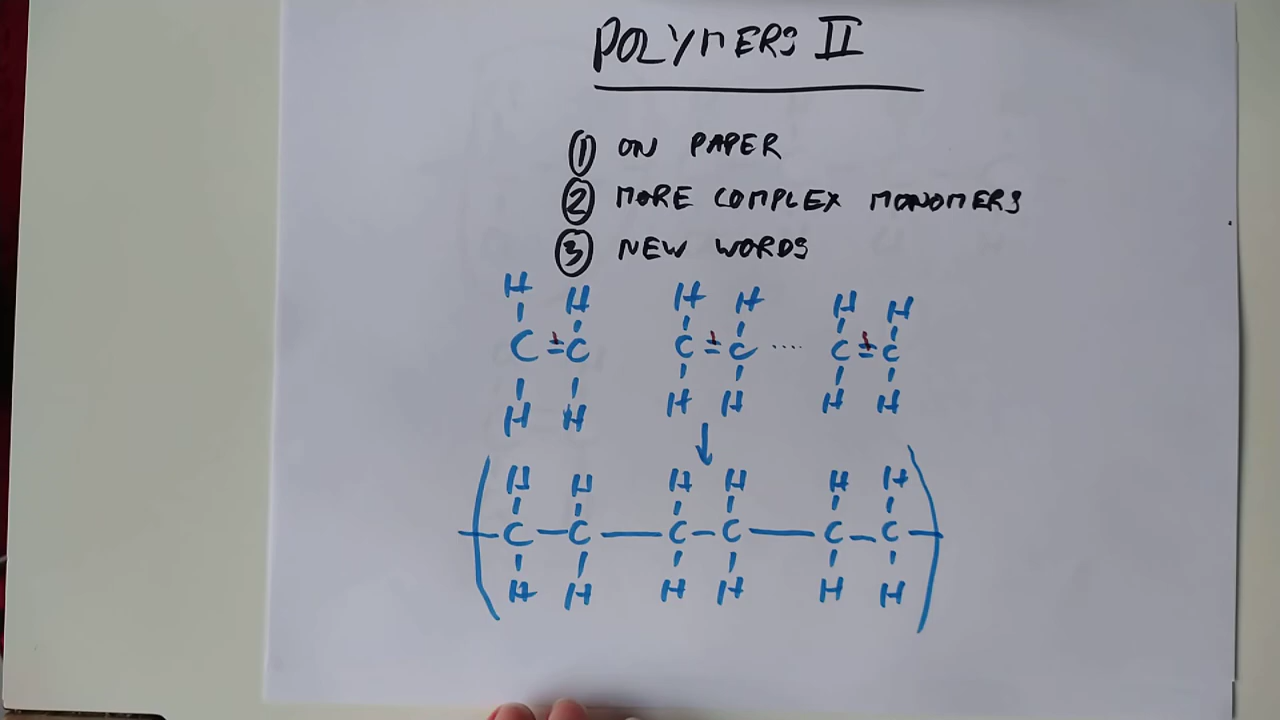 POLYMERS II
① ON PAPER
② MORE COMPLEX MONOMERS
③ NEW WORDS
H H H H H H
C = C C = C .... C = C
H H H H H H
↓
H H H H H H
( – C – C — C – C — C – C – )
H H H H H H